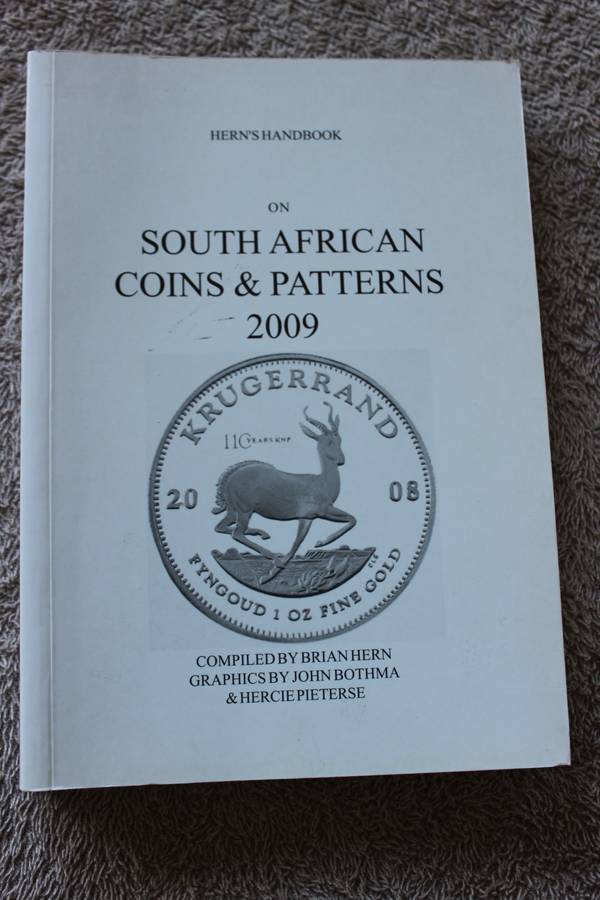 HERN'S HANDBOOK
ON
SOUTH AFRICAN
COINS & PATTERNS
2009
KRUGERRAND
110 YEARS KNP
20 08
FYNGOUD 1 OZ FINE GOLD
COMPILED BY BRIAN HERN
GRAPHICS BY JOHN BOTHMA
& HERCIE PIETERSE